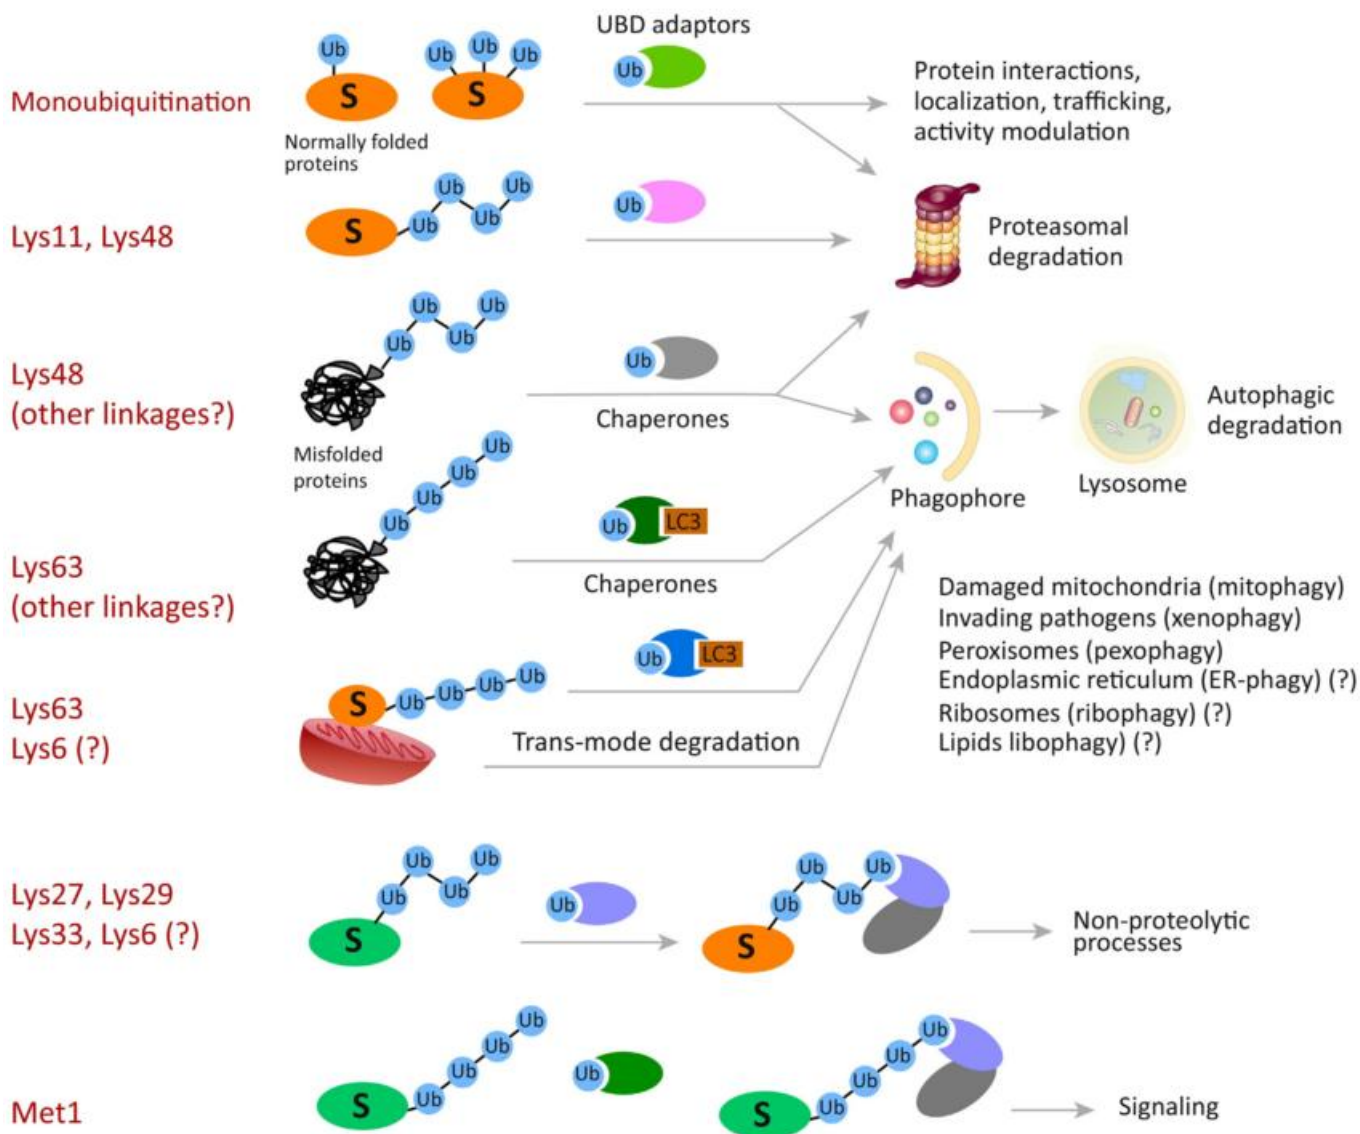 UBD adaptors
Ub
Ub
Ub
Ub
Ub
S
S
Monoubiquitination
Normally folded
proteins
Protein interactions,
localization, trafficking,
activity modulation
Lys11, Lys48
S
Ub
Ub
Ub
Ub
Ub
Ub
Proteasomal
degradation
Lys48
(other linkages?)
Ub
Ub
Ub
Ub
Ub
Ub
Chaperones
Misfolded
proteins
Phagophore
Lysosome
Autophagic
degradation
Lys63
(other linkages?)
Ub
Ub
Ub
Ub
Ub
LC3
Chaperones
Lys63
Lys6 (?)
S
Ub
Ub
Ub
Ub
Ub
LC3
Trans-mode degradation
Damaged mitochondria (mitophagy)
Invading pathogens (xenophagy)
Peroxisomes (pexophagy)
Endoplasmic reticulum (ER-phagy) (?)
Ribosomes (ribophagy) (?)
Lipids libophagy) (?)
Lys27, Lys29
Lys33, Lys6 (?)
S
Ub
Ub
Ub
Ub
Ub
S
Ub
Ub
Ub
Ub
Non-proteolytic
processes
Met1
S
Ub
Ub
Ub
Ub
Ub
S
Ub
Ub
Ub
Ub
Signaling